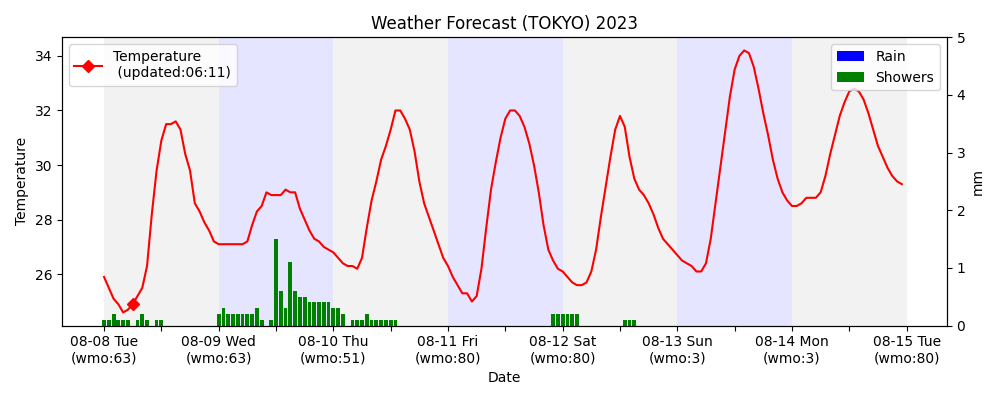 Weather Forecast (TOKYO) 2023
Temperature
(updated:06:11)
Rain
Showers
34
32
30
28
26
Temperature
5
4
3
2
1
0
mm
08-08 Tue
(wmo:63)
08-09 Wed
(wmo:63)
08-10 Thu
(wmo:51)
08-11 Fri
(wmo:80)
08-12 Sat
(wmo:80)
08-13 Sun
(wmo:3)
08-14 Mon
(wmo:3)
08-15 Tue
(wmo:80)
Date